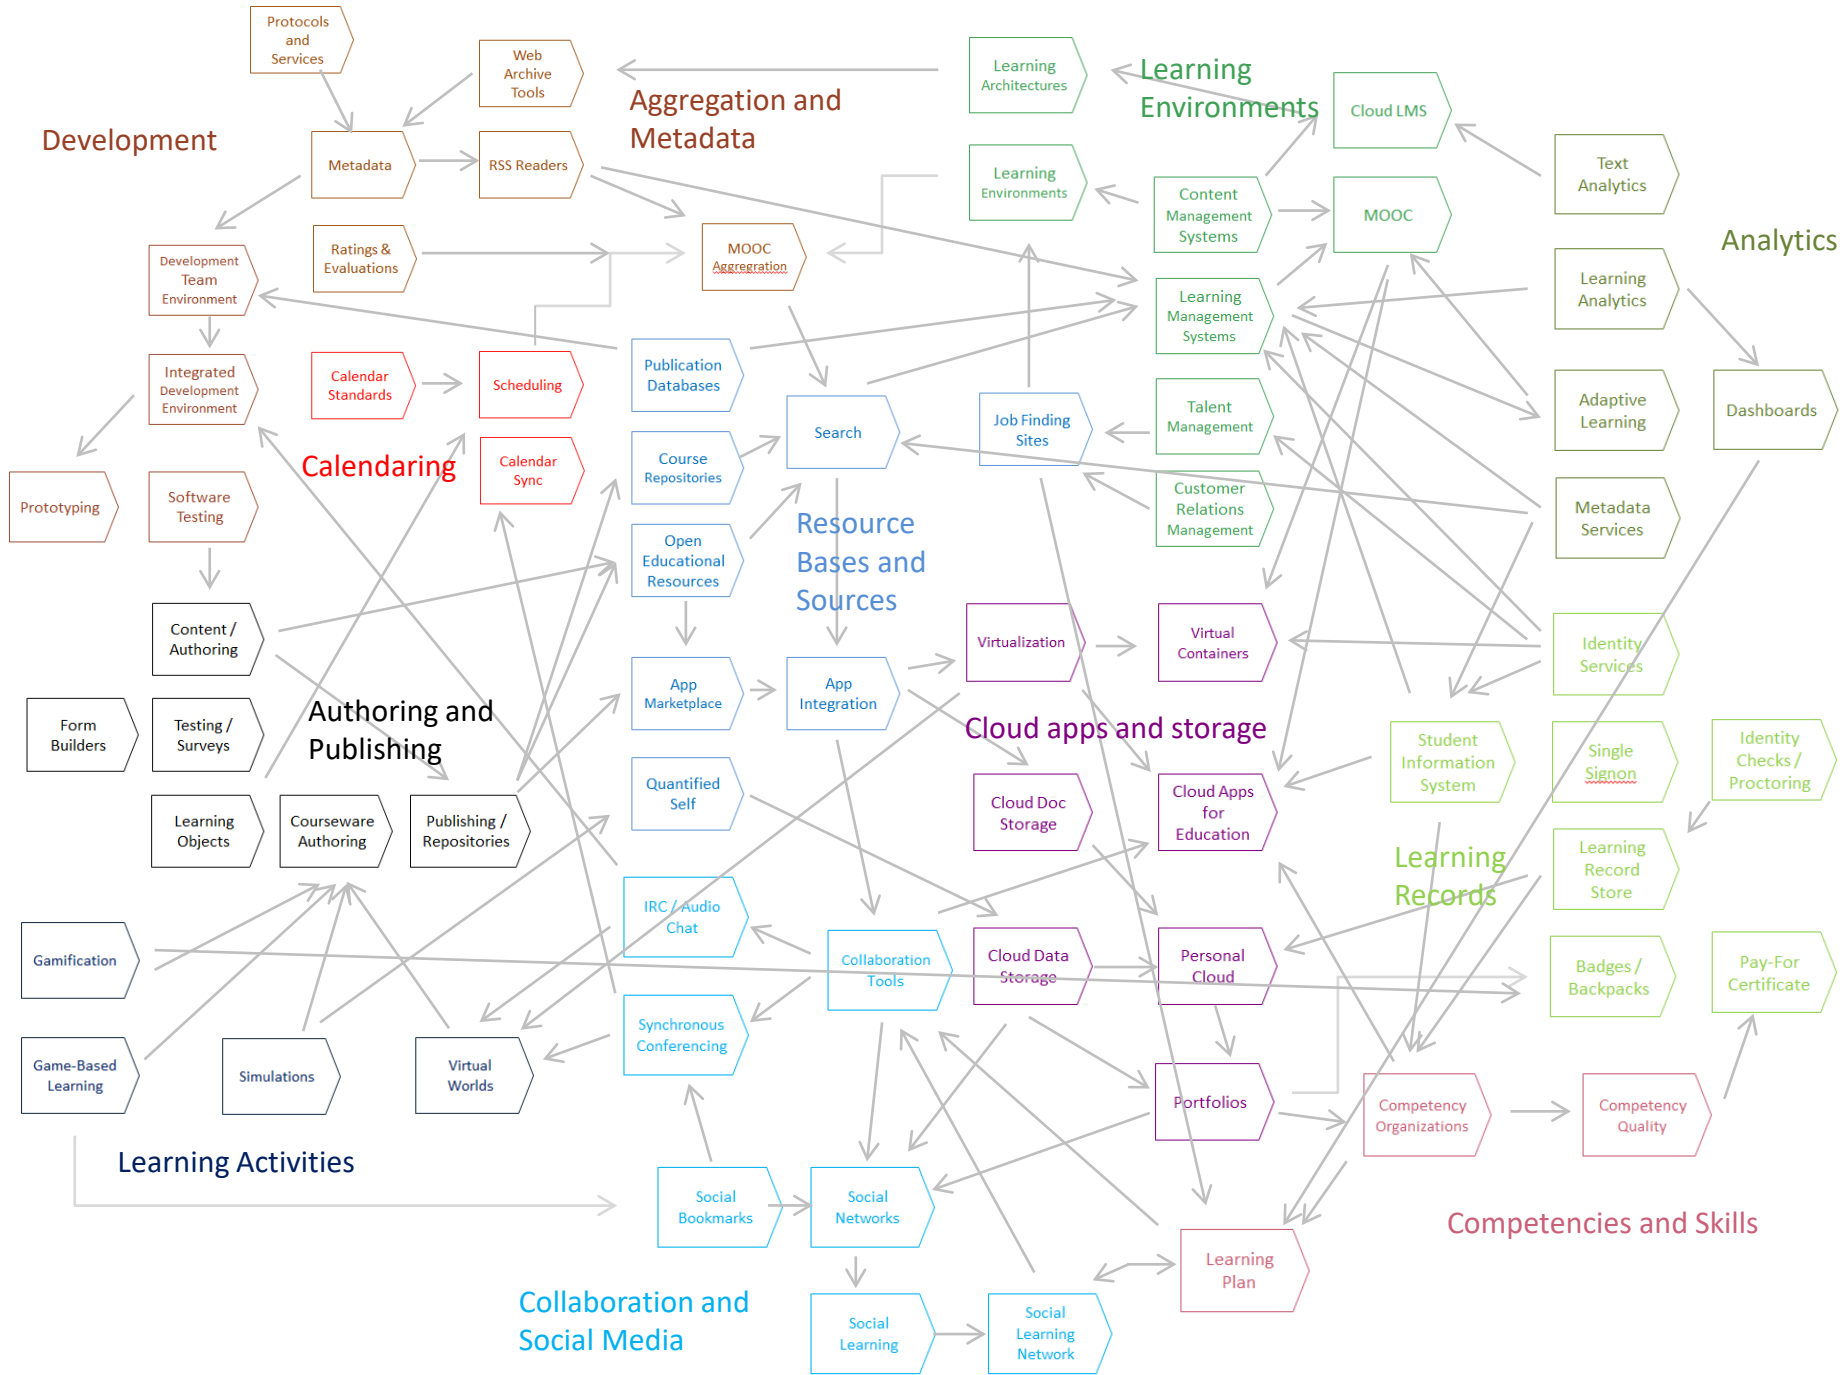 Protocols
and
Services
Web
Archive
Tools
Aggregation and
Metadata
Learning
Architectures
Learning
Environments
Cloud LMS
Development
Metadata
RSS Readers
Learning
Environments
Content
Management
Systems
MOOC
Text
Analytics
Analytics
Development
Team
Environment
Ratings &
Evaluations
MOOC
Aggregration
Learning
Management
Systems
Learning
Analytics
Integrated
Development
Environment
Calendar
Standards
Scheduling
Publication
Databases
Search
Job Finding
Sites
Talent
Management
Adaptive
Learning
Dashboards
Calendaring
Calendar
Sync
Course
Repositories
Prototyping
Software
Testing
Resource
Bases and
Sources
Customer
Relations
Management
Metadata
Services
Open
Educational
Resources
Content /
Authoring
Virtualization
Virtual
Containers
Identity
Services
Form
Builders
Testing /
Surveys
Authoring and
Publishing
App
Marketplace
App
Integration
Cloud apps and storage
Student
Information
System
Single
Signon
Identity
Checks /
Proctoring
Learning
Objects
Courseware
Authoring
Publishing /
Repositories
Quantified
Self
Cloud Doc
Storage
Cloud Apps
for
Education
Learning
Records
Learning
Record
Store
Gamification
IRC / Audio
Chat
Collaboration
Tools
Cloud Data
Storage
Personal
Cloud
Badges /
Backpacks
Pay-For
Certificate
Game-Based
Learning
Simulations
Virtual
Worlds
Synchronous
Conferencing
Portfolios
Competency
Organizations
Competency
Quality
Learning Activities
Social
Bookmarks
Social
Networks
Competencies and Skills
Learning
Plan
Collaboration and
Social Media
Social
Learning
Social
Learning
Network